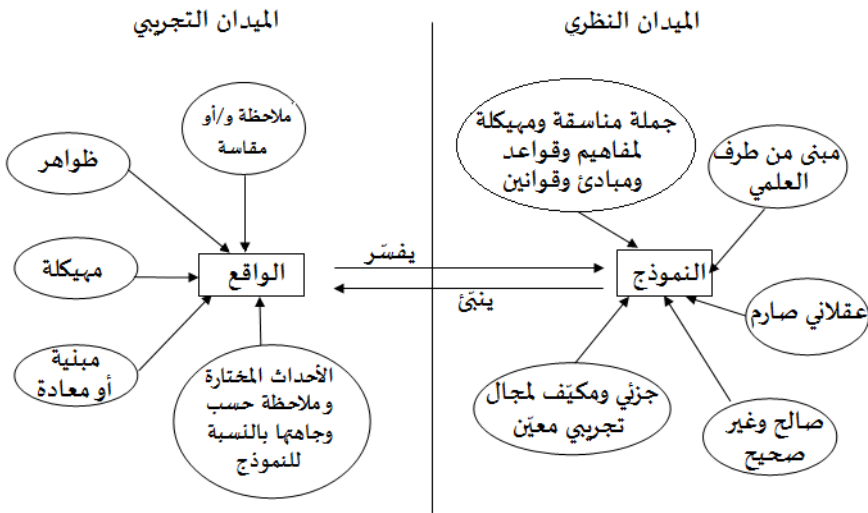 الميدان النظري
الميدان التجريبي
جملة مناسقة ومهيكلة
لمفاهيم وقواعد
ومبادئ وقوانين
مبنى من طرف
العلمي
النموذج
عقلاني صارم
صالح وغير
صحيح
جزئي ومكيّف لمجال
تجريبي معيّن
يفسّر
ينبّئ
ملاحظة و/أو
مقاسة
ظواهر
مهيكلة
الواقع
مبنية
أو معادة
الأحداث المختارة
وملاحظة حسب
وجاهتها بالنسبة
للنموذج